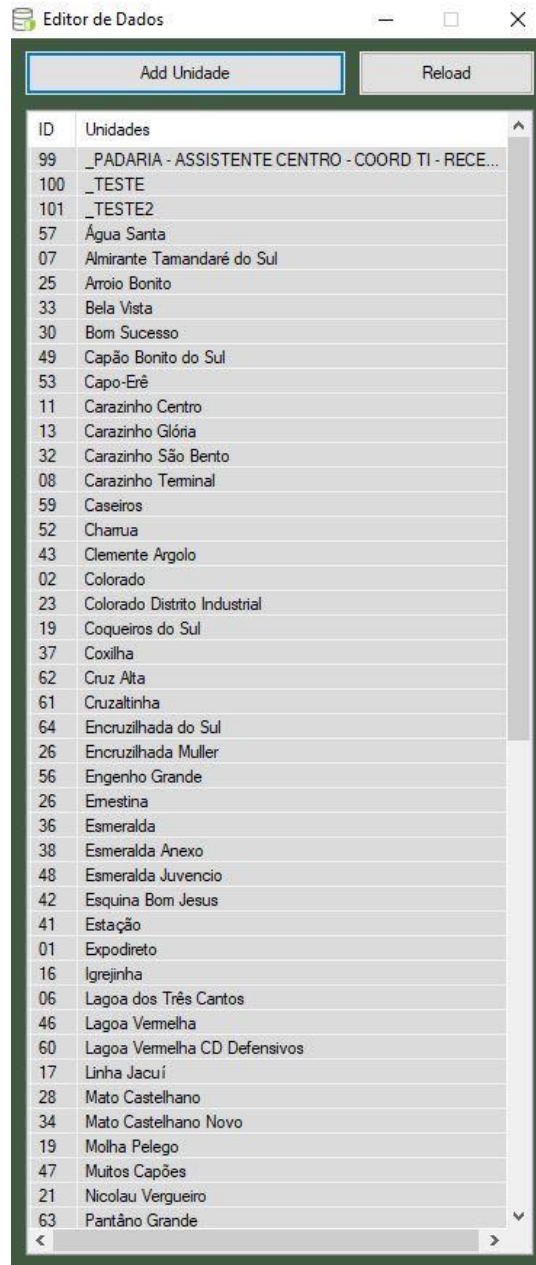 Editor de Dados
Add Unidade Reload
ID Unidades
99 _PADARIA - ASSISTENTE CENTRO - COORD TI - RECE...
100 _TESTE
101 _TESTE2
57 Água Santa
07 Almirante Tamandaré do Sul
25 Arroio Bonito
33 Bela Vista
30 Bom Sucesso
49 Capão Bonito do Sul
53 Capo-Erê
11 Carazinho Centro
13 Carazinho Glória
32 Carazinho São Bento
08 Carazinho Terminal
59 Caseiros
52 Charrua
43 Clemente Argolo
02 Colorado
23 Colorado Distrito Industrial
19 Coqueiros do Sul
37 Coxilha
62 Cruz Alta
61 Cruzaltinha
64 Encruzilhada do Sul
26 Encruzilhada Muller
56 Engenho Grande
26 Ernestina
36 Esmeralda
38 Esmeralda Anexo
48 Esmeralda Juvencio
42 Esquina Bom Jesus
41 Estação
01 Expodireto
16 Igrejinha
06 Lagoa dos Três Cantos
46 Lagoa Vermelha
60 Lagoa Vermelha CD Defensivos
17 Linha Jacuí
28 Mato Castelhano
34 Mato Castelhano Novo
19 Molha Pelego
47 Muitos Capões
21 Nicolau Vergueiro
63 Pantâno Grande